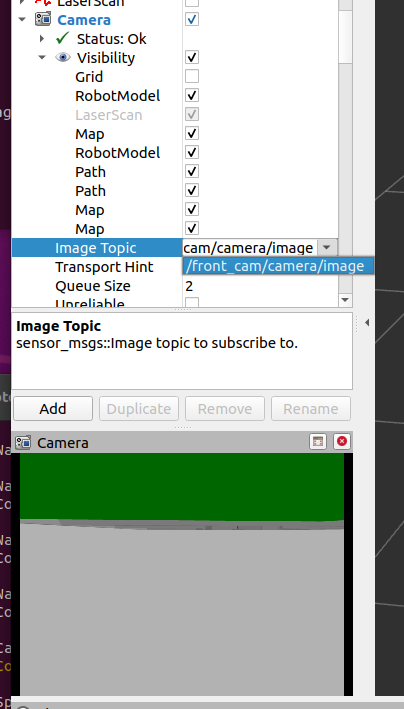 LaserScan
Camera
Status: Ok
Visibility
Grid
RobotModel
LaserScan
Map
RobotModel
Path
Path
Map
Map
Image Topic cam/camera/image
Transport Hint /front_cam/camera/image
Queue Size 2
Unreliable
Image Topic
sensor_msgs::Image topic to subscribe to.
Add Duplicate Remove Rename
Camera